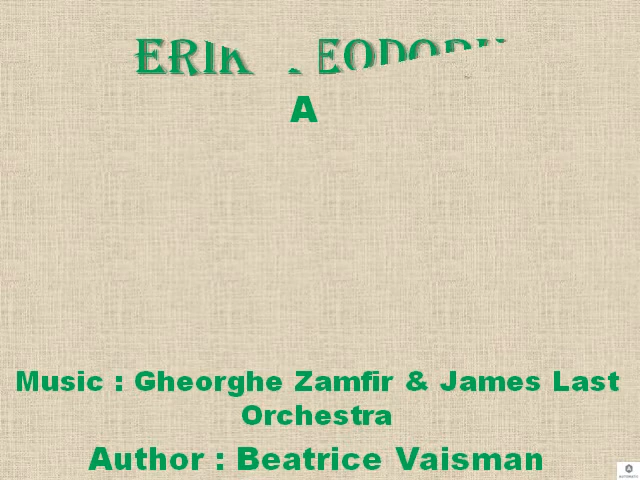 ERIK
A
Music : Gheorghe Zamfir & James Last
Orchestra
Author : Beatrice Vaisman